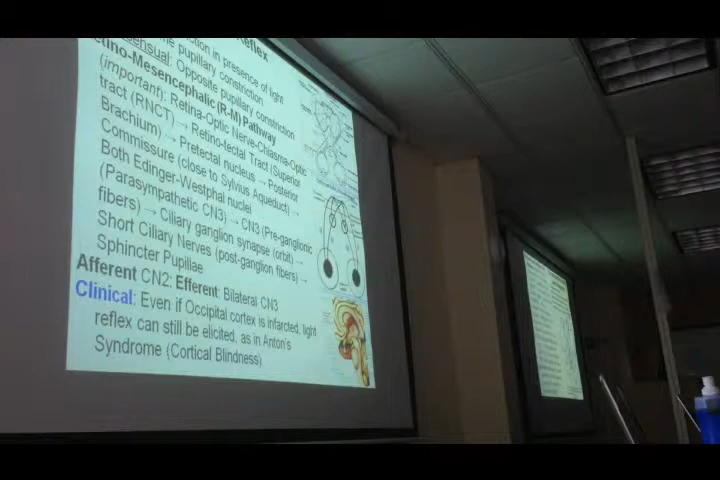 Reflex
constriction in presence of light
pupillary constriction
Consensual: Opposite pupillary constriction
Retino-Mesencephalic (R-M) Pathway
(important): Retina-Optic Nerve-Chiasma-Optic
tract (RNCT) → Retino-tectal Tract (Superior
Brachium) → Pretectal nucleus → Posterior
Commissure (close to Sylvius Aqueduct) →
Both Edinger-Westphal nuclei
(Parasympathetic CN3) → CN3 (Pre-ganglionic
fibers) → Ciliary ganglion synapse (orbit) →
Short Ciliary Nerves (post-ganglion fibers) →
Sphincter Pupillae
Afferent CN2: Efferent: Bilateral CN3
Clinical: Even if Occipital cortex is infarcted, light
reflex can still be elicited, as in Anton's
Syndrome (Cortical Blindness)